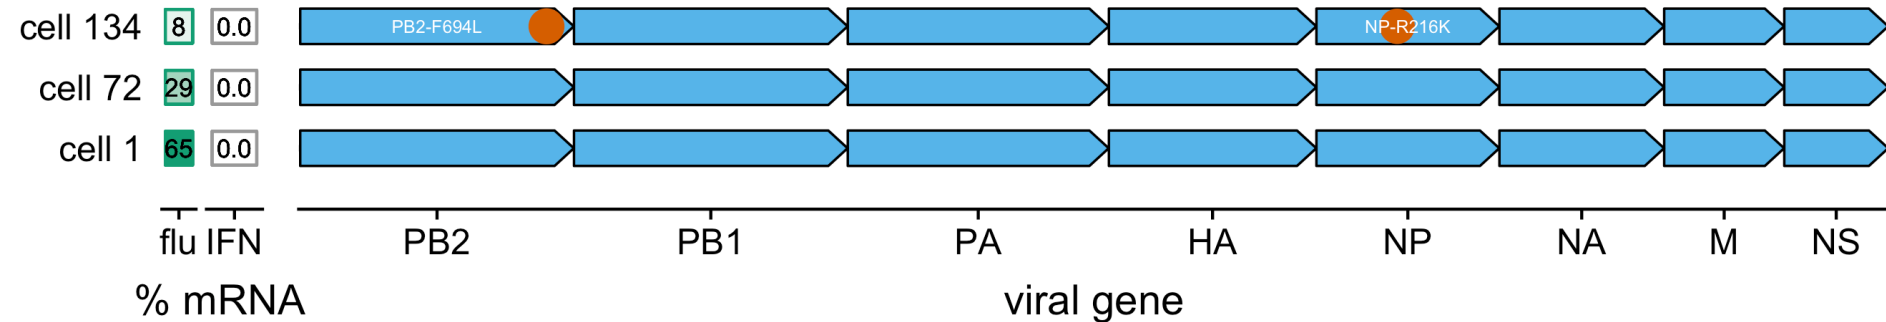 cell 134 8 0.0 PB2-F694L NP-R216K
cell 72 29 0.0
cell 1 65 0.0
flu IFN PB2 PB1 PA HA NP NA M NS
% mRNA viral gene